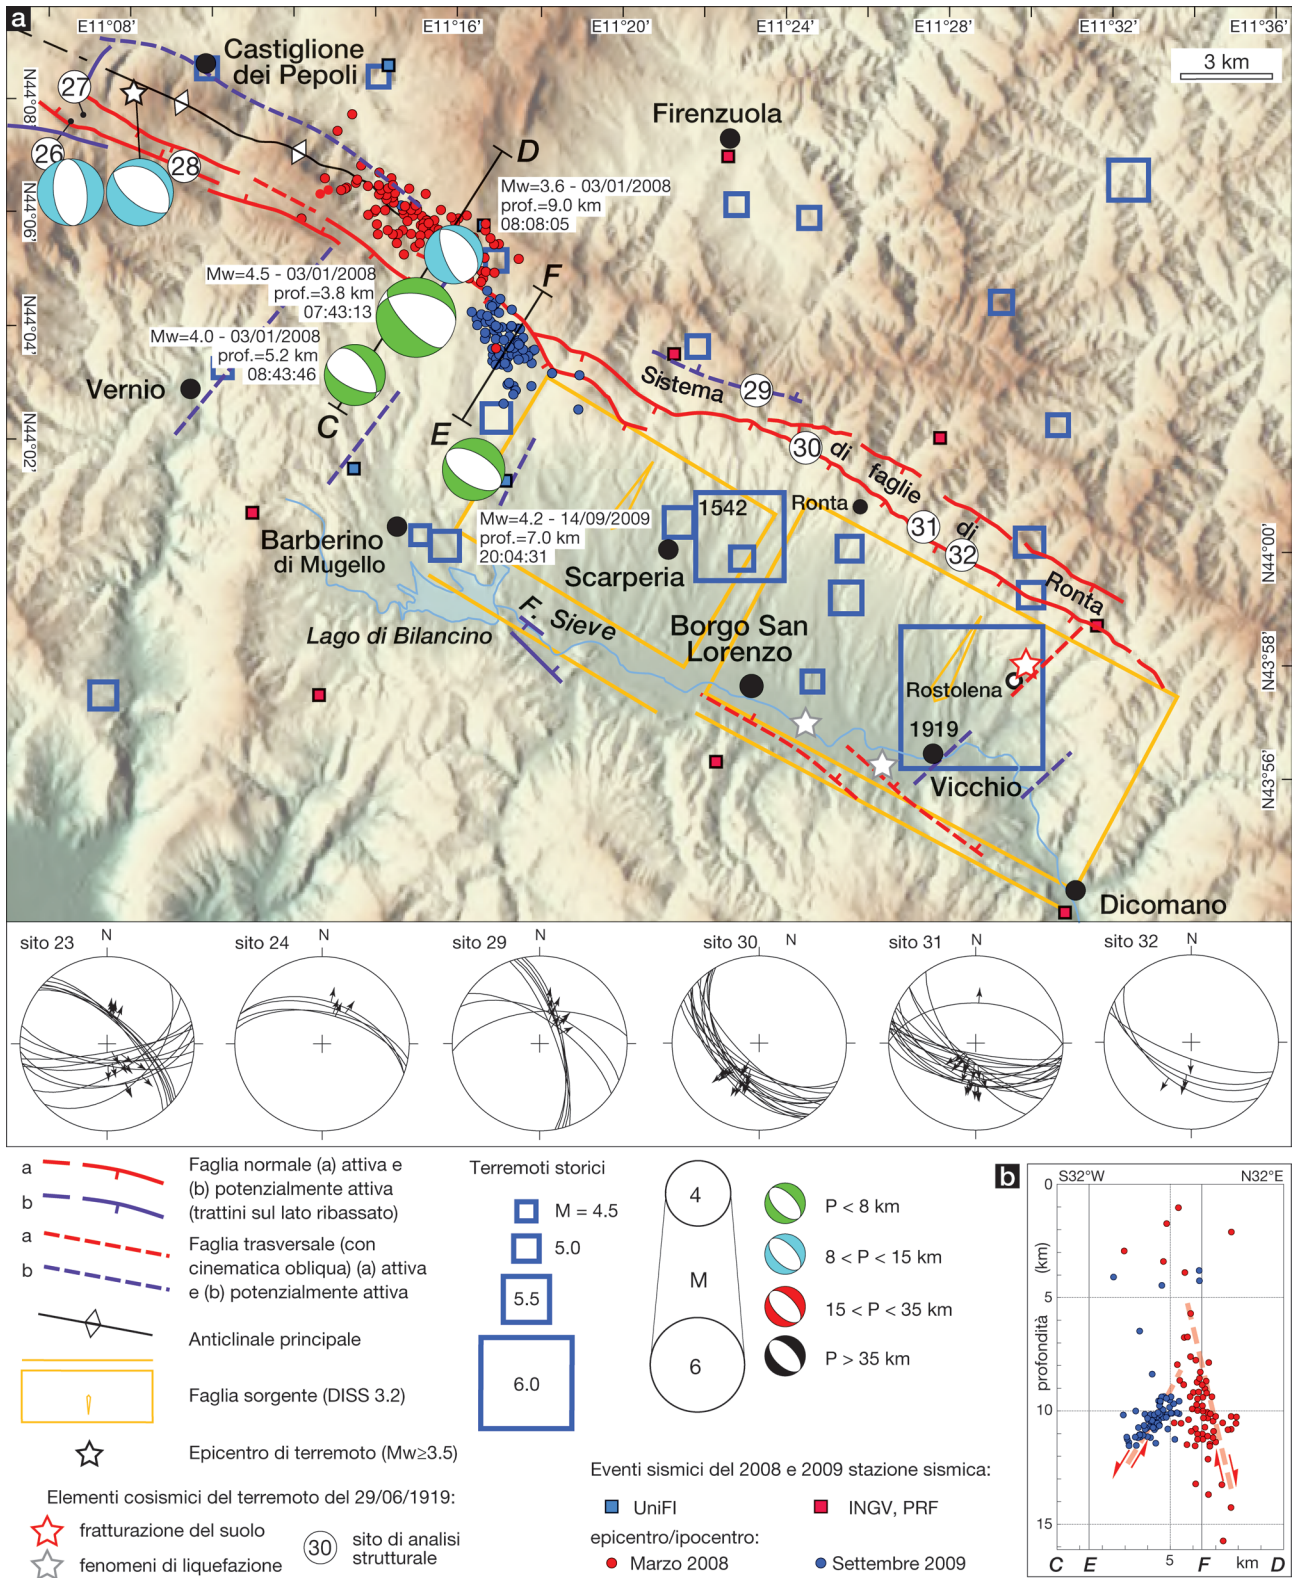 a
E11°08'
E11°16'
E11°20'
E11°24'
E11°28'
E11°32'
E11°36'
3 km
Castiglione
dei Pepoli
Firenzuola
N44°08'
27
26
28
N44°06'
D
Mw=3.6 - 03/01/2008
prof.=9.0 km
08:08:05
Mw=4.5 - 03/01/2008
prof.=3.8 km
07:43:13
F
N44°04'
Mw=4.0 - 03/01/2008
prof.=5.2 km
08:43:46
Vernio
C
E
Sistema
29
30
di
faglie
di
Ronta
31
32
N44°02'
Ronta
1542
Mw=4.2 - 14/09/2009
prof.=7.0 km
20:04:31
Barberino
di Mugello
Scarperia
N44°00'
Lago di Bilancino
F. Sieve
Borgo San
Lorenzo
N43°58'
Rostolena
1919
Vicchio
N43°56'
Dicomano
sito 23
N
sito 24
N
sito 29
N
sito 30
N
sito 31
N
sito 32
N
a
b
Faglia normale (a) attiva e
(b) potenzialmente attiva
(trattini sul lato ribassato)
a
b
Faglia trasversale (con
cinematica obliqua) (a) attiva
e (b) potenzialmente attiva
Anticlinale principale
Faglia sorgente (DISS 3.2)
Epicentro di terremoto (Mw≥3.5)
Elementi cosismici del terremoto del 29/06/1919:
fratturazione del suolo
fenomeni di liquefazione
30
sito di analisi
strutturale
Terremoti storici
M = 4.5
5.0
5.5
6.0
4
M
6
P < 8 km
8 < P < 15 km
15 < P < 35 km
P > 35 km
Eventi sismici del 2008 e 2009 stazione sismica:
UniFI
INGV, PRF
epicentro/ipocentro:
Marzo 2008
Settembre 2009
b
S32°W
N32°E
0
5
10
15
profondità (km)
C
E
5
F
km
D